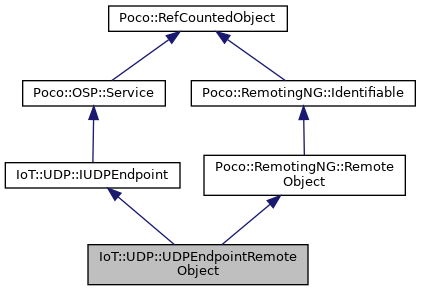 Poco::RefCountedObject
Poco::OSP::Service
Poco::RemotingNG::Identifiable
IoT::UDP::IUDPEndpoint
Poco::RemotingNG::Remote
Object
IoT::UDP::UDPEndpointRemote
Object